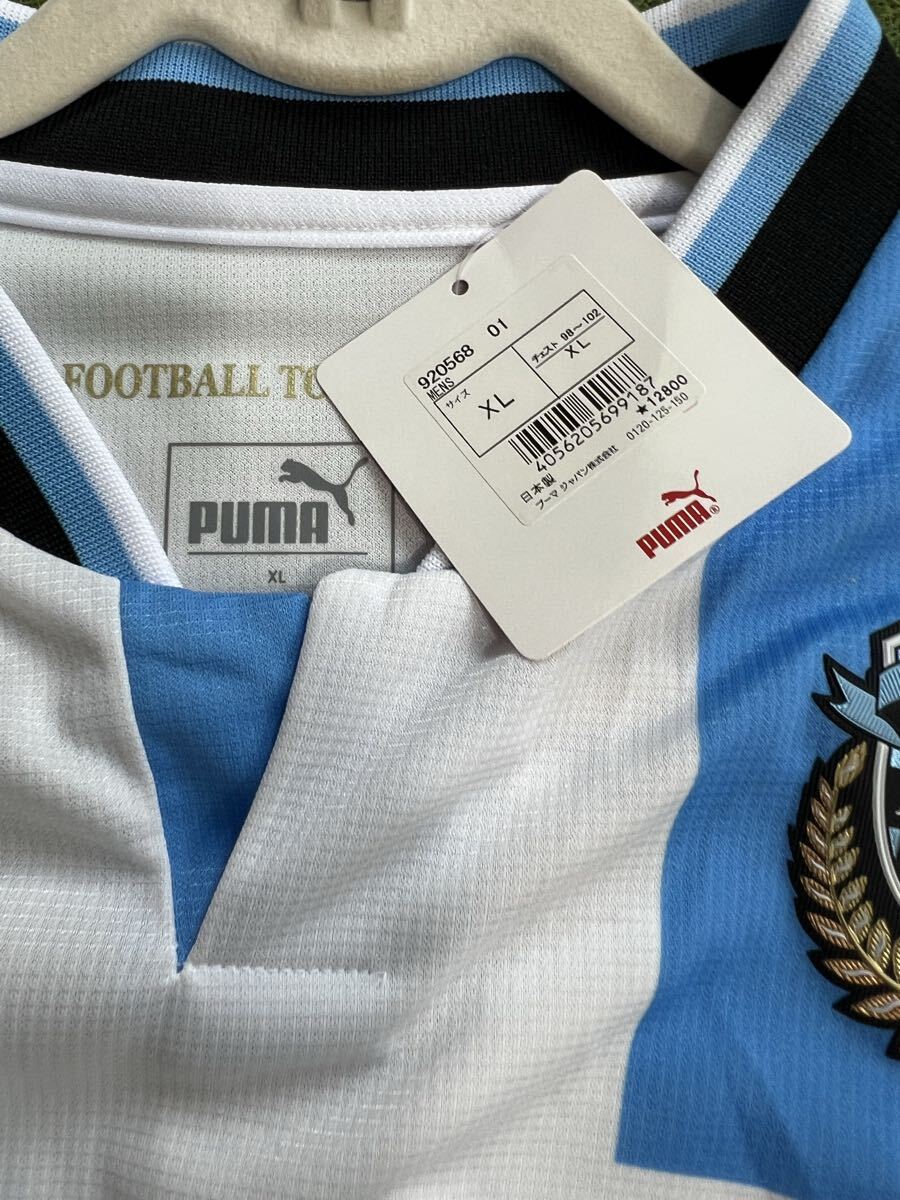 FOOTBALL TO
PUMA
XL
920568 01
MENS
サイズ
XL
チェスト 98～102
XL
4056205699187
★12800
日本製
プーマ ジャパン株式会社 0120-125-150
PUMA®